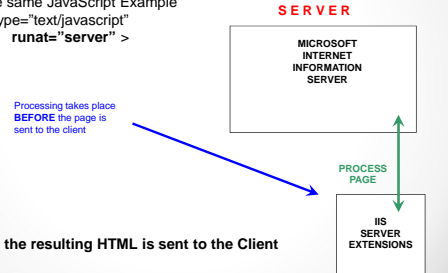 e same JavaScript Example
ype=”text/javascript”
runat=”server” >
S E R V E R
MICROSOFT
INTERNET
INFORMATION
SERVER
Processing takes place
BEFORE the page is
sent to the client
PROCESS
PAGE
IIS
SERVER
EXTENSIONS
the resulting HTML is sent to the Client